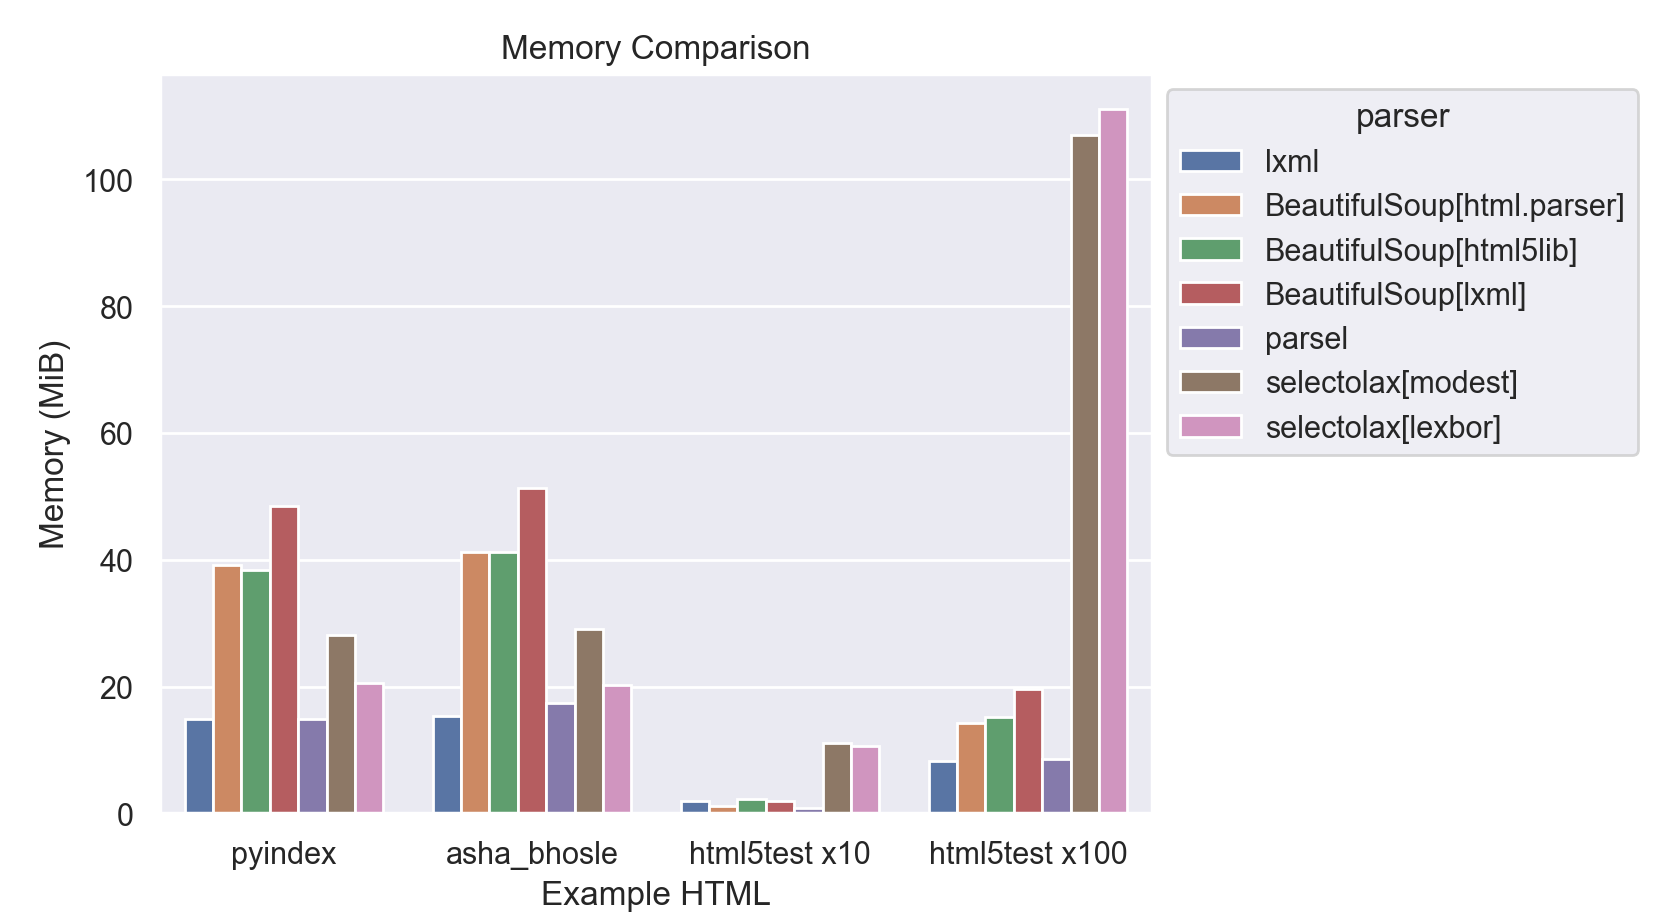 Memory Comparison
parser
lxml
BeautifulSoup[html.parser]
BeautifulSoup[html5lib]
BeautifulSoup[lxml]
parsel
selectolax[modest]
selectolax[lexbor]
Memory (MiB)
100
80
60
40
20
0
pyindex
asha_bhosle
html5test x10
html5test x100
Example HTML